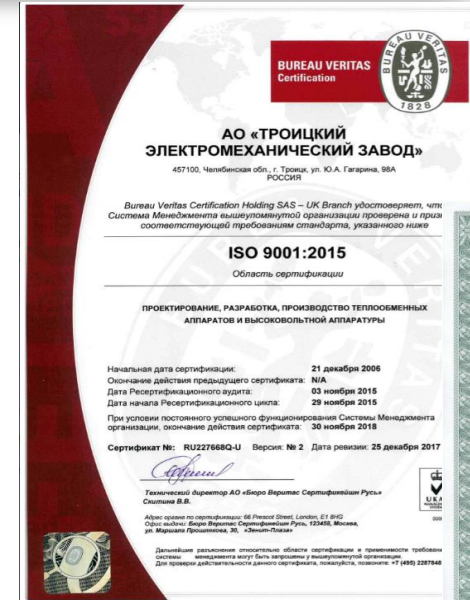 BUREAU VERITAS
Certification
BUREAU VERITAS
1828
АО «ТРОИЦКИЙ
ЭЛЕКТРОМЕХАНИЧЕСКИЙ ЗАВОД»
457100, Челябинская обл., г. Троицк, ул. Ю.А. Гагарина, 98А
РОССИЯ
Bureau Veritas Certification Holding SAS – UK Branch удостоверяет, что
Система Менеджмента вышеупомянутой организации проверена и приз
соответствующей требованиям стандарта, указанного ниже
ISO 9001:2015
Область сертификации
ПРОЕКТИРОВАНИЕ, РАЗРАБОТКА, ПРОИЗВОДСТВО ТЕПЛООБМЕННЫХ
АППАРАТОВ И ВЫСОКОВОЛЬТНОЙ АППАРАТУРЫ
Начальная дата сертификации: 21 декабря 2006
Окончание действия предыдущего сертификата: N/A
Дата Ресертификационного аудита: 03 ноября 2015
Дата начала Ресертификационного цикла: 29 ноября 2015
При условии постоянного успешного функционирования Системы Менеджмента
организации, окончание действия сертификата: 30 ноября 2018
Сертификат №: RU227668Q-U Версия: № 2 Дата ревизии: 25 декабря 2017
Технический директор АО «Бюро Веритас Сертификейшн Русь»
Скитина В.В.
Адрес органа по сертификации: 66 Prescot Street, London, E1 8HG
Офис выдачи: Бюро Веритас Сертификейшн Русь, 123458, Москва,
ул. Маршала Прошлякова, 30, «Зенит-Плаза»
UKA
Дальнейшие разъяснения относительно области сертификации и применимости требован
системы менеджмента могут быть запрошены у вышеупомянутой организации.
Для проверки действительности данного сертификата, пожалуйста, позвоните: +7 (495) 2287848